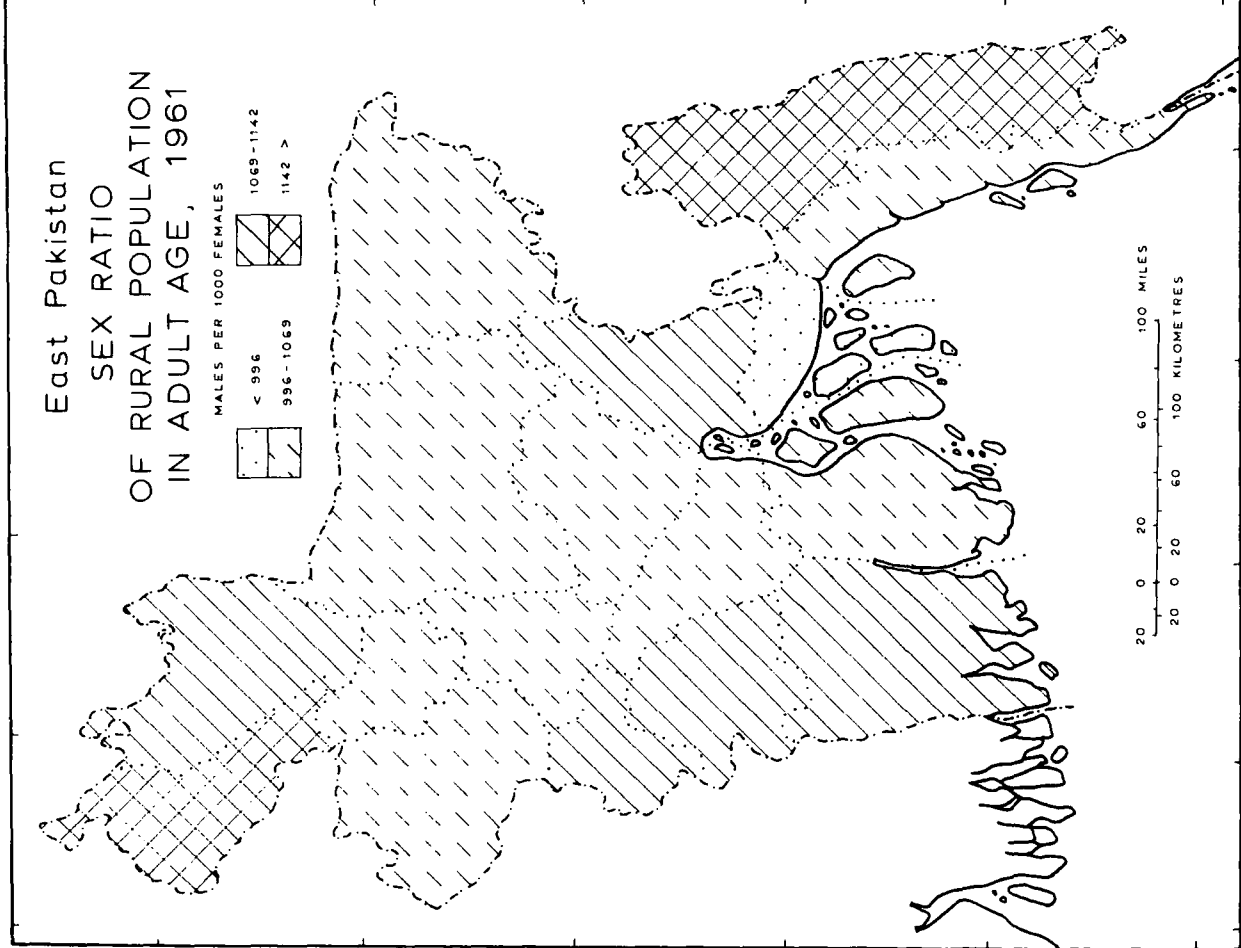 East Pakistan
SEX RATIO
OF RURAL POPULATION
IN ADULT AGE, 1961
MALES PER 1000 FEMALES
< 996
996-1069
1069-1142
1142 >
20 0 20 60 100 MILES
20 0 20 60 100 KILOMETRES